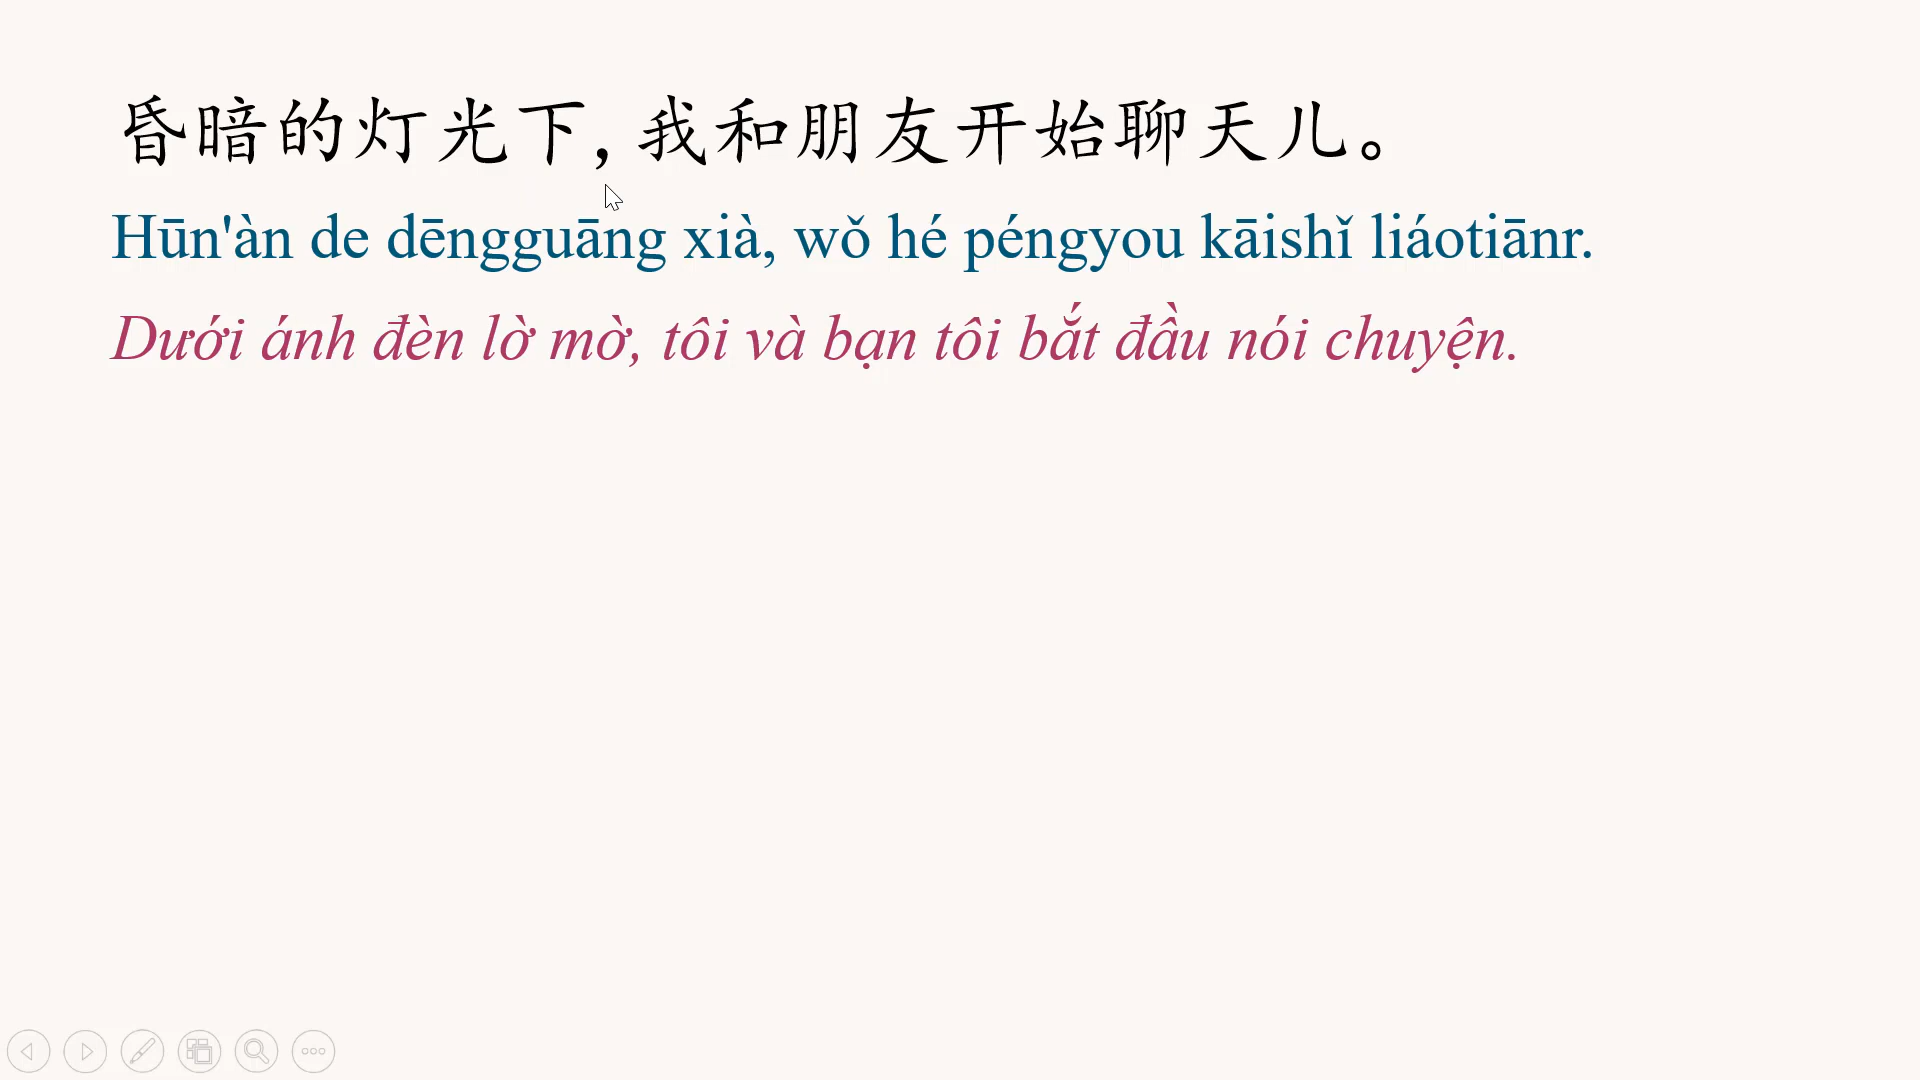 昏暗的灯光下，我和朋友开始聊天儿。
Hūn'àn de dēngguāng xià, wǒ hé péngyou kāishǐ liáotiānr.
Dưới ánh đèn lờ mờ, tôi và bạn tôi bắt đầu nói chuyện.